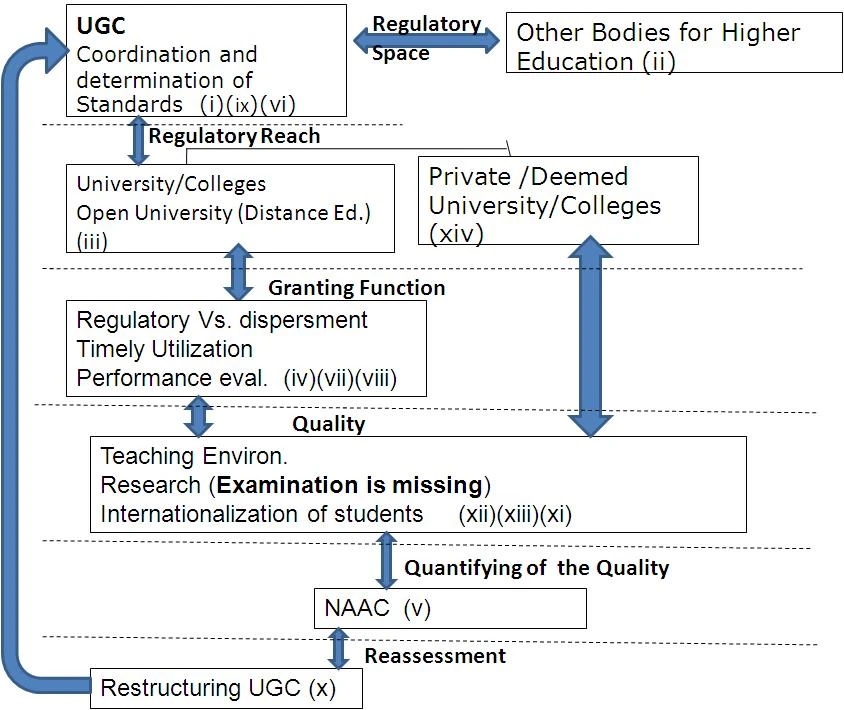 UGC
Coordination and
determination of
Standards (i)(ix)(vi)
Regulatory
Space
Other Bodies for Higher
Education (ii)
Regulatory Reach
University/Colleges
Open University (Distance Ed.)
(iii)
Private /Deemed
University/Colleges
(xiv)
Granting Function
Regulatory Vs. dispersment
Timely Utilization
Performance eval. (iv)(vii)(viii)
Quality
Teaching Environ.
Research (Examination is missing)
Internationalization of students (xii)(xiii)(xi)
Quantifying of the Quality
NAAC (v)
Reassessment
Restructuring UGC (x)